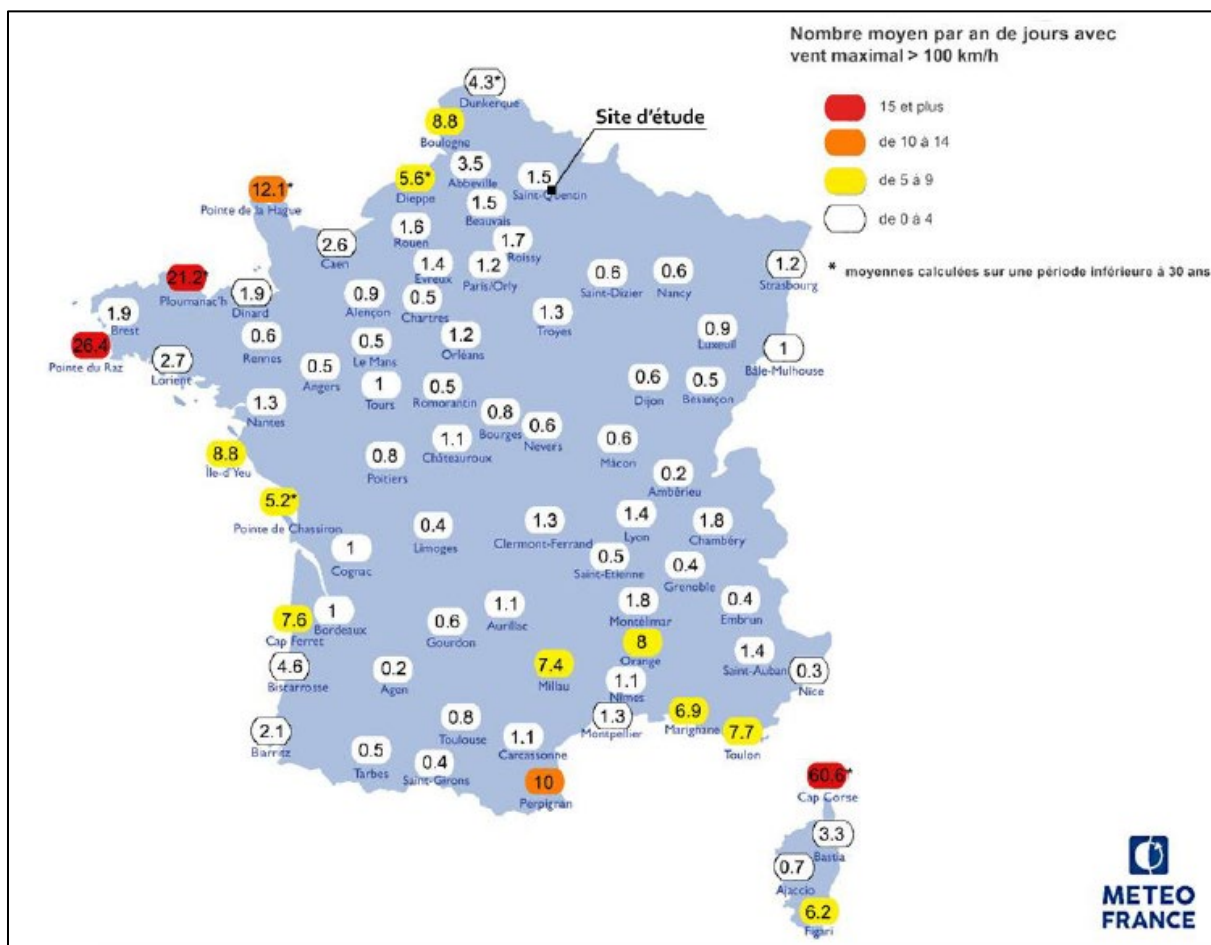 Nombre moyen par an de jours avec
vent maximal > 100 km/h
15 et plus
de 10 à 14
de 5 à 9
de 0 à 4
* moyennes calculées sur une période inférieure à 30 ans
Site d'étude
4.3*
Dunkerque
8.8
Boulogne
3.5
Abbeville
5.6*
Dieppe
1.5
Saint-Quentin
12.1*
Pointe de la Hague
1.5
Beauvais
1.6
Rouen
2.6
Caen
1.7
Roissy
1.4
Evreux
1.2
Paris/Orly
0.6
Saint-Dizier
0.6
Nancy
1.2
Strasbourg
21.2*
Ploumanac'h
1.9
Dinard
0.9
Alençon
0.5
Chartres
1.3
Troyes
1.9
Brest
0.6
Rennes
0.5
Le Mans
1.2
Orléans
0.9
Luxeuil
1
Bâle-Mulhouse
26.4
Pointe du Raz
2.7
Lorient
0.5
Angers
1
Tours
0.5
Romorantin
0.6
Dijon
0.5
Besançon
1.3
Nantes
0.8
Bourges
0.6
Nevers
1.1
Châteauroux
0.6
Mâcon
8.8
Île-d'Yeu
0.8
Poitiers
0.2
Ambérieu
5.2*
Pointe de Chassiron
0.4
Limoges
1.3
Clermont-Ferrand
1.4
Lyon
1.8
Chambéry
1
Cognac
0.5
Saint-Etienne
0.4
Grenoble
7.6
Cap Ferret
1
Bordeaux
0.6
Gourdon
1.1
Aurillac
1.8
Montélimar
0.4
Embrun
8
Orange
1.4
Saint-Auban
4.6
Biscarrosse
0.2
Agen
7.4
Millau
1.1
Nîmes
0.3
Nice
2.1
Biarritz
0.5
Tarbes
0.8
Toulouse
0.4
Saint-Girons
1.1
Carcassonne
1.3
Montpellier
6.9
Marignane
7.7
Toulon
10
Perpignan
60.6*
Cap Corse
3.3
Bastia
0.7
Ajaccio
6.2
Figari
METEO
FRANCE